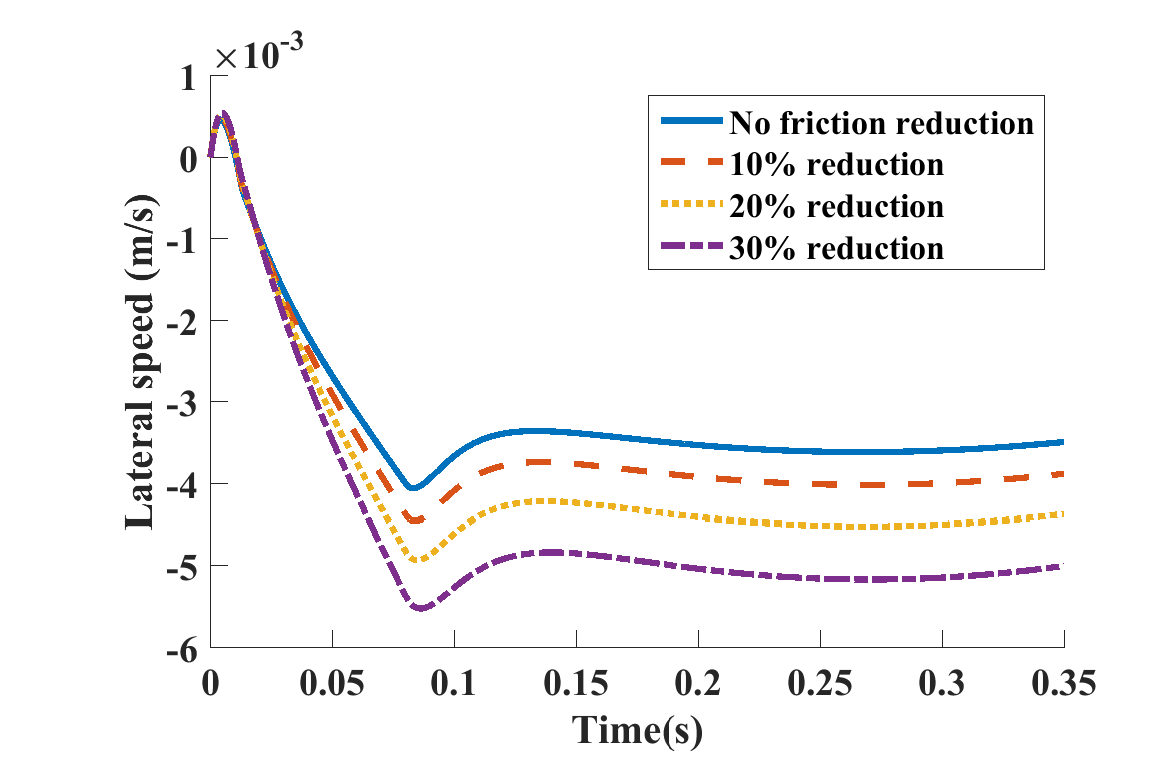 ×10-3
1
0
-1
-2
-3
-4
-5
-6
Lateral speed (m/s)
No friction reduction
10% reduction
20% reduction
30% reduction
0 0.05 0.1 0.15 0.2 0.25 0.3 0.35
Time(s)